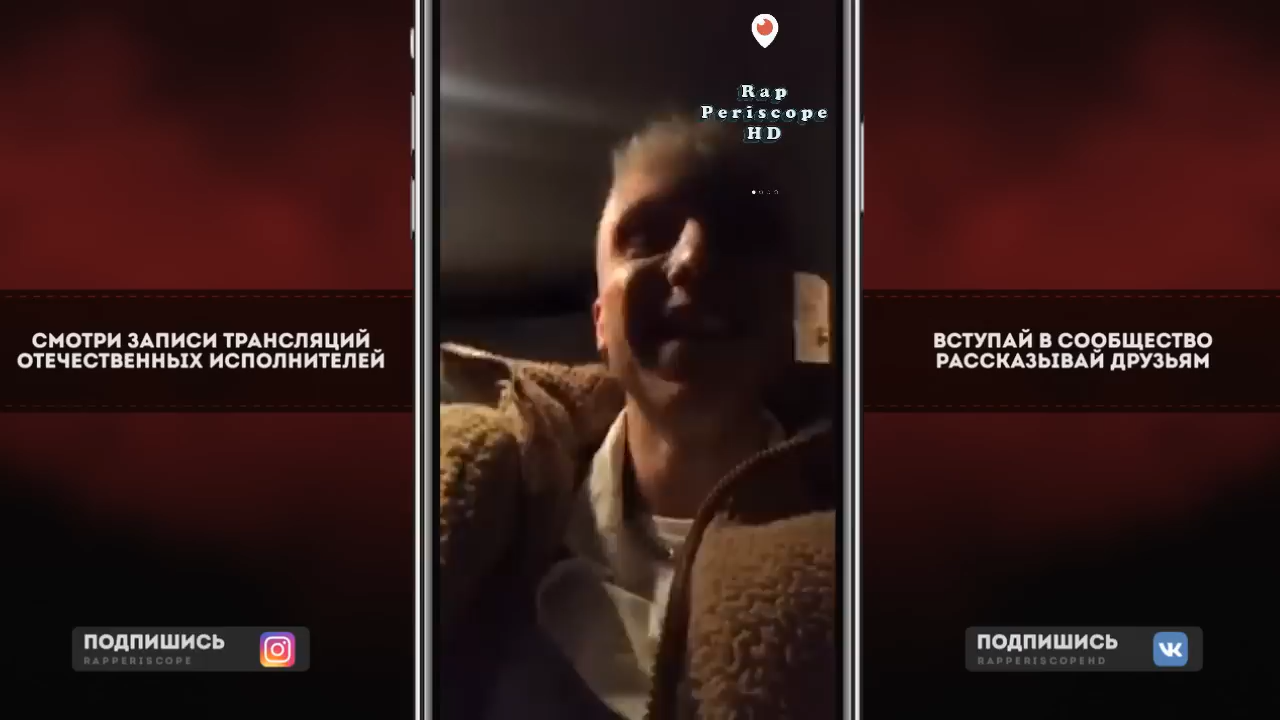 Rap
Periscope
HD
СМОТРИ ЗАПИСИ ТРАНСЛЯЦИЙ
ОТЕЧЕСТВЕННЫХ ИСПОЛНИТЕЛЕЙ
ВСТУПАЙ В СООБЩЕСТВО
РАССКАЗЫВАЙ ДРУЗЬЯМ
ПОДПИШИСЬ
RAPPERISCOPE
ПОДПИШИСЬ
RAPPERISCOPEHD